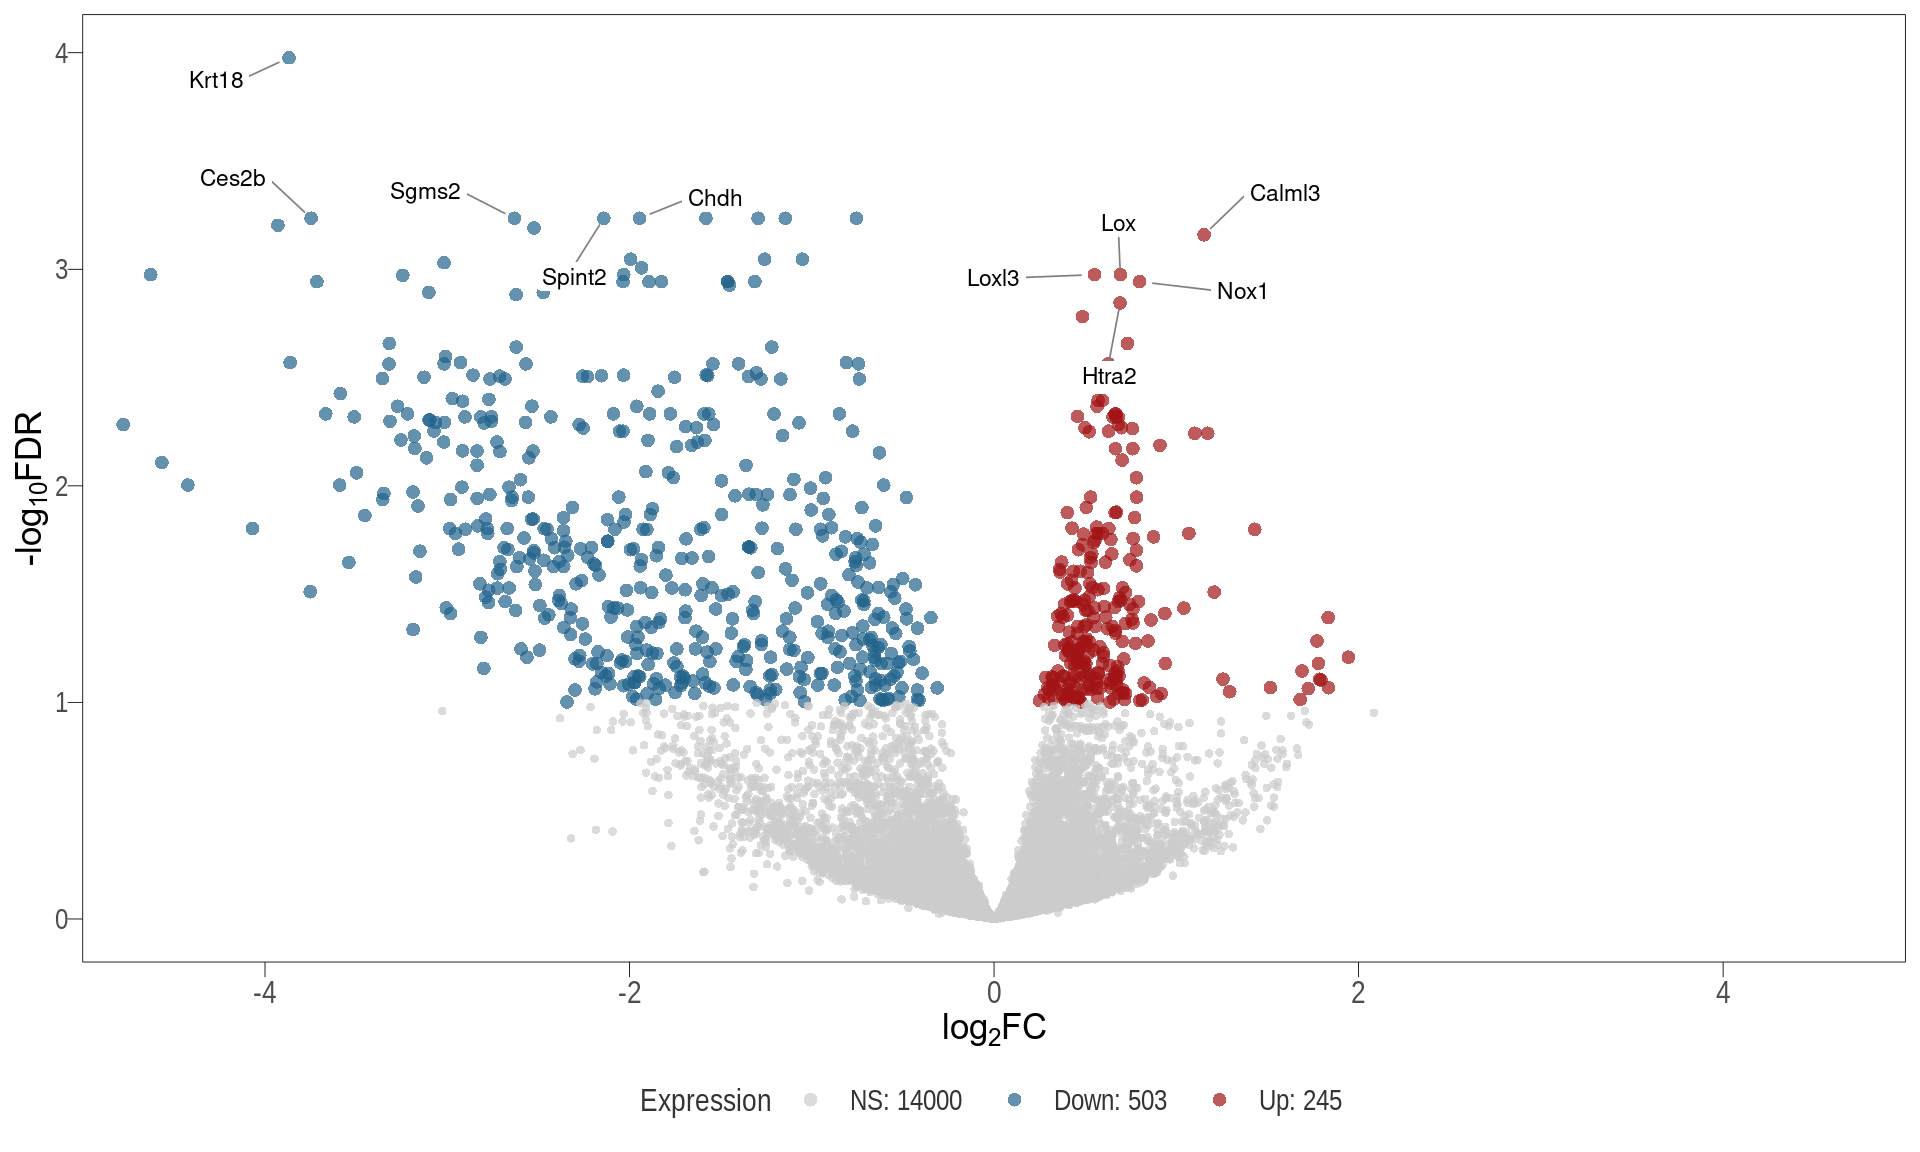 4
Krt18
Ces2b
Sgms2
Chdh
Calml3
Lox
3
Spint2
Loxl3
Nox1
Htra2
-log10FDR
2
1
0
-4
-2
0
2
4
log2FC
Expression NS: 14000 Down: 503 Up: 245